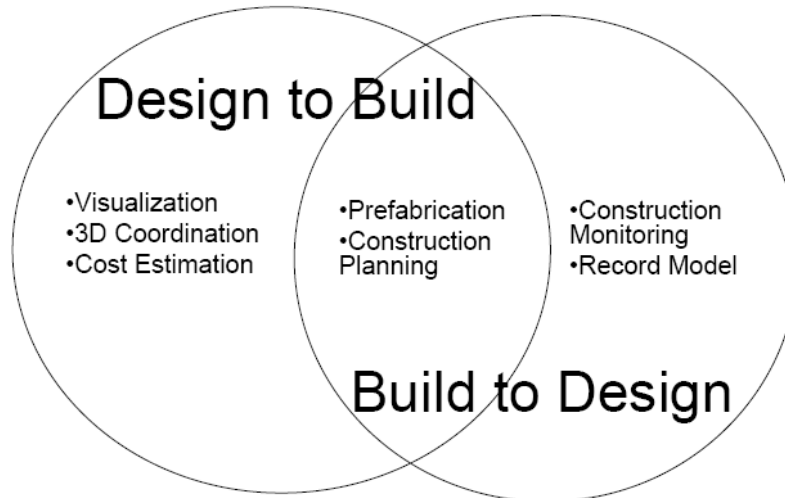 Design to Build
•Visualization
•3D Coordination
•Cost Estimation
•Prefabrication
•Construction
Planning
•Construction
Monitoring
•Record Model
Build to Design